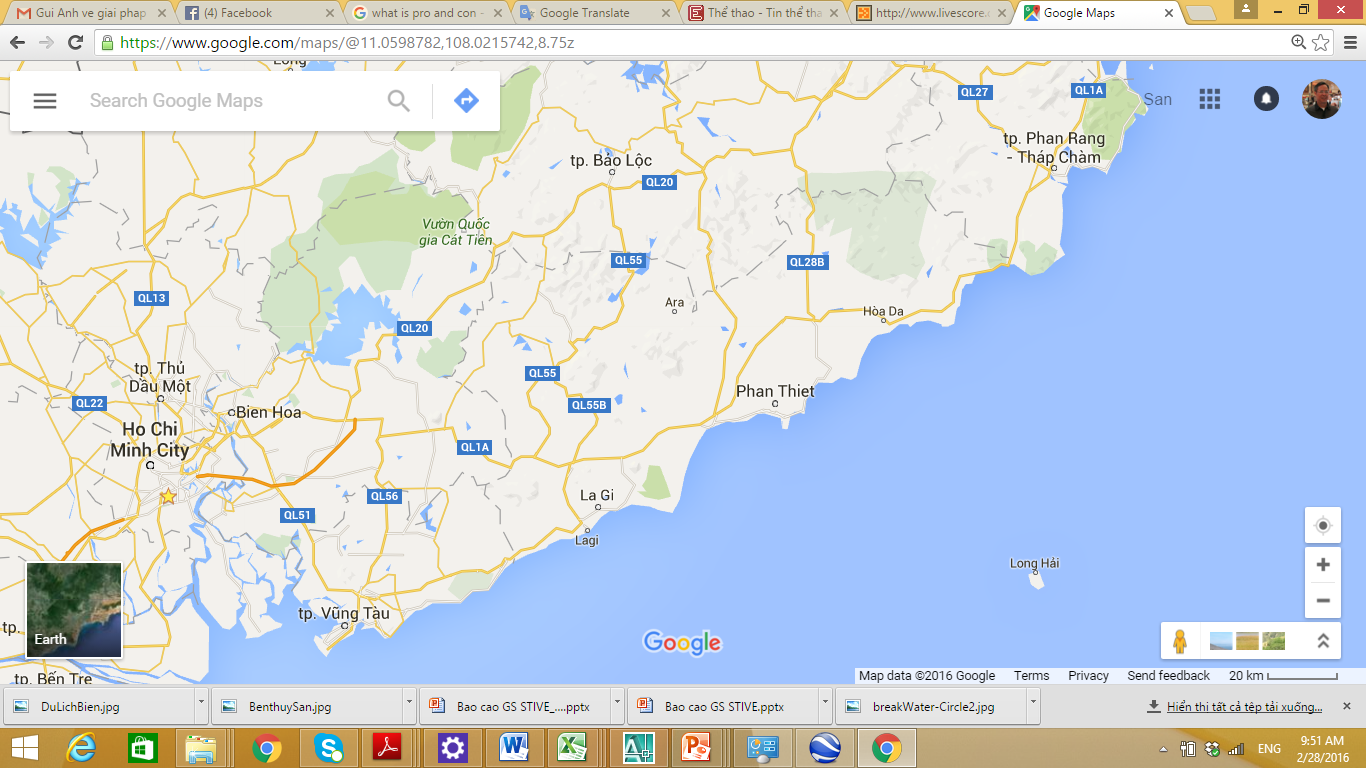 Gui Anh ve giai phap
(4) Facebook
what is pro and con -
Google Translate
Thể thao - Tin thể tha
http://www.livescore.c
Google Maps
https://www.google.com/maps/@11.0598782,108.0215742,8.75z
Search Google Maps
Long
QL27
QL1A
San
tp. Phan Rang
- Tháp Chàm
tp. Bảo Lộc
QL20
Vườn Quốc
gia Cát Tiên
QL55
QL28B
QL13
Ara
Hòa Da
QL20
tp. Thủ
Dầu Một
QL55
Phan Thiet
QL22
Bien Hoa
QL55B
Ho Chi
Minh City
QL1A
QL56
La Gi
QL51
Lagi
Long Hải
tp. Vũng Tàu
tp.
Earth
Google
tp. Bến Tre
Map data ©2016 Google
Terms
Privacy
Send feedback
20 km
DuLichBien.jpg
BenthuySan.jpg
Bao cao GS STIVE_....pptx
Bao cao GS STIVE.pptx
breakWater-Circle2.jpg
Hiển thị tất cả tệp tải xuống...
ENG
9:51 AM
2/28/2016